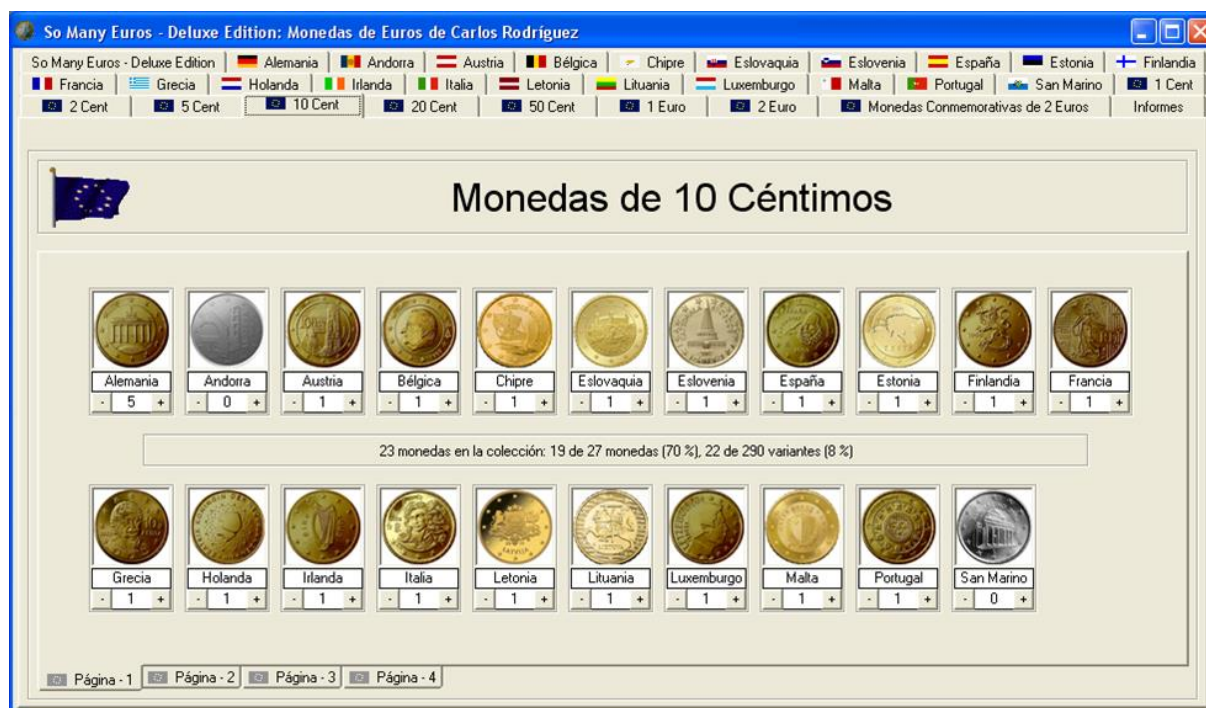 So Many Euros - Deluxe Edition: Monedas de Euros de Carlos Rodríguez
So Many Euros - Deluxe Edition Alemania Andorra Austria Bélgica Chipre Eslovaquia Eslovenia España Estonia Finlandia
Francia Grecia Holanda Irlanda Italia Letonia Lituania Luxemburgo Malta Portugal San Marino 1 Cent
2 Cent 5 Cent 10 Cent 20 Cent 50 Cent 1 Euro 2 Euro Monedas Conmemorativas de 2 Euros Informes
Monedas de 10 Céntimos
Alemania Andorra Austria Bélgica Chipre Eslovaquia Eslovenia España Estonia Finlandia Francia
- 5 + - 0 + - 1 + - 1 + - 1 + - 1 + - 1 + - 1 + - 1 + - 1 + - 1 +
23 monedas en la colección: 19 de 27 monedas (70 %), 22 de 290 variantes (8 %)
Grecia Holanda Irlanda Italia Letonia Lituania Luxemburgo Malta Portugal San Marino
- 1 + - 1 + - 1 + - 1 + - 1 + - 1 + - 1 + - 1 + - 1 + - 0 +
Página - 1 Página - 2 Página - 3 Página - 4